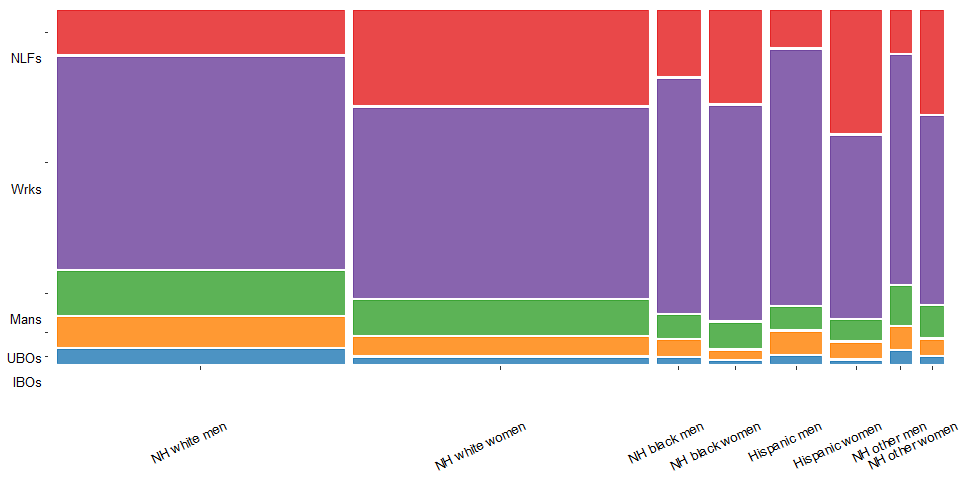 NLFs
Wrks
Mans
UBOs
IBOs
NH white men
NH white women
NH black men
NH black women
Hispanic men
Hispanic women
NH other men
NH other women